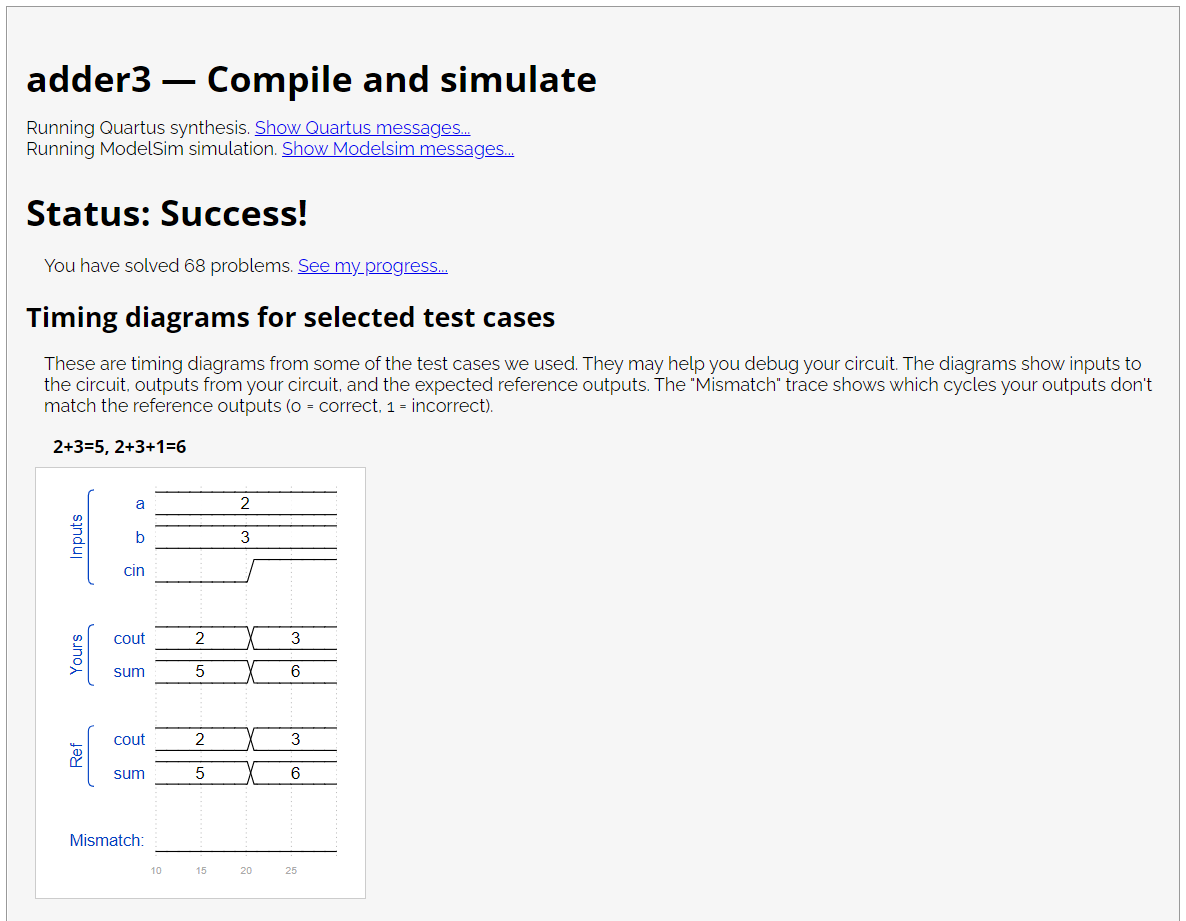 adder3 — Compile and simulate
Running Quartus synthesis. Show Quartus messages...
Running ModelSim simulation. Show Modelsim messages...
Status: Success!
You have solved 68 problems. See my progress...
Timing diagrams for selected test cases
These are timing diagrams from some of the test cases we used. They may help you debug your circuit. The diagrams show inputs to
the circuit, outputs from your circuit, and the expected reference outputs. The "Mismatch" trace shows which cycles your outputs don't
match the reference outputs (0 = correct, 1 = incorrect).
2+3=5, 2+3+1=6
Inputs
a 2
b 3
cin
Yours
cout 2 3
sum 5 6
Ref
cout 2 3
sum 5 6
Mismatch:
10 15 20 25